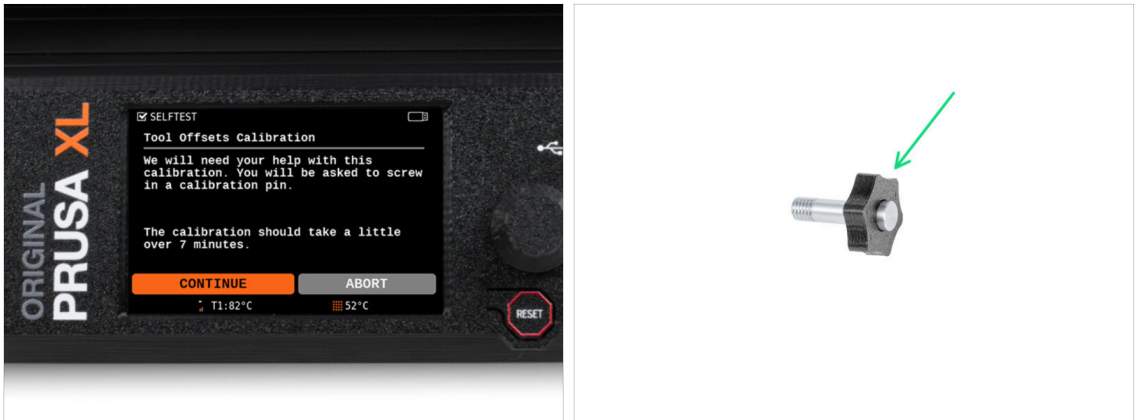 ORIGINAL
PRUSA XL
SELFTEST
Tool Offsets Calibration
We will need your help with this
calibration. You will be asked to screw
in a calibration pin.
The calibration should take a little
over 7 minutes.
CONTINUE
ABORT
T1:82°C
52°C
RESET